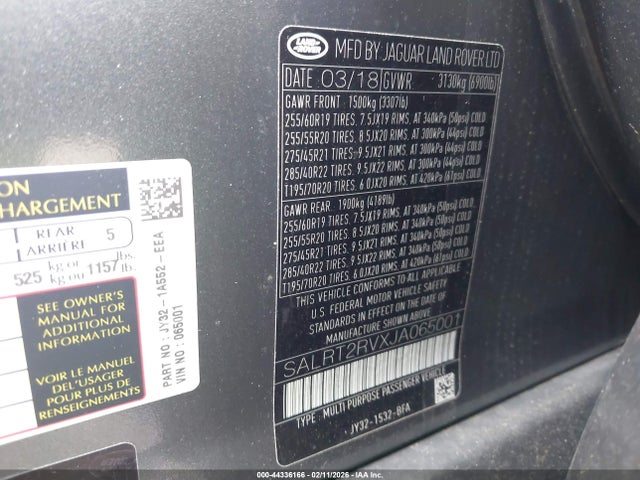 ON
CHARGEMENT
REAR
ARRIÈRE
5
525 kg or kg ou 1157 lbs. lb.
SEE OWNER'S
MANUAL FOR
ADDITIONAL
INFORMATION
VOIR LE MANUEL
DEL'USAGER
POUR PLUS DE
RENSEIGNEMENTS
PART NO : JY32-1A552-EEA
VIN NO : 065001
LAND ROVER
MFD BY JAGUAR LAND ROVER LTD
DATE 03/18 GVWR 3130kg (6900lb)
GAWR FRONT 1500kg (3307lb)
255/60R19 TIRES. 7.5JX19 RIMS. AT 340kPa (50psi) COLD
255/55R20 TIRES. 8.5JX20 RIMS. AT 300kPa (44psi) COLD
275/45R21 TIRES. 9.5JX21 RIMS. AT 300kPa (44psi) COLD
285/40R22 TIRES. 9.5JX22 RIMS. AT 300kPa (44psi) COLD
T195/70R20 TIRES. 6.0JX20 RIMS. AT 420kPa (61psi) COLD
GAWR REAR. 1900kg (4189lb)
255/60R19 TIRES. 7.5JX19 RIMS. AT 340kPa (50psi) COLD
255/55R20 TIRES. 8.5JX20 RIMS. AT 340kPa (50psi) COLD
275/45R21 TIRES. 9.5JX21 RIMS. AT 340kPa (50psi) COLD
285/40R22 TIRES. 9.5JX22 RIMS. AT 340kPa (50psi) COLD
T195/70R20 TIRES. 6.0JX20 RIMS. AT 420kPa (61psi) COLD
THIS VEHICLE CONFORMS TO ALL APPLICABLE
U.S. FEDERAL MOTOR VEHICLE SAFETY
STANDARDS IN EFFECT ON THE DATE OF
MANUFACTURE SHOWN ABOVE
SALRT2RVXJA065001
TYPE: MULTI PURPOSE PASSENGER VEHICLE
JY32-1532-BFA
000-44336166 - 02/11/2026 - COPYRIGHT IAA, LLC